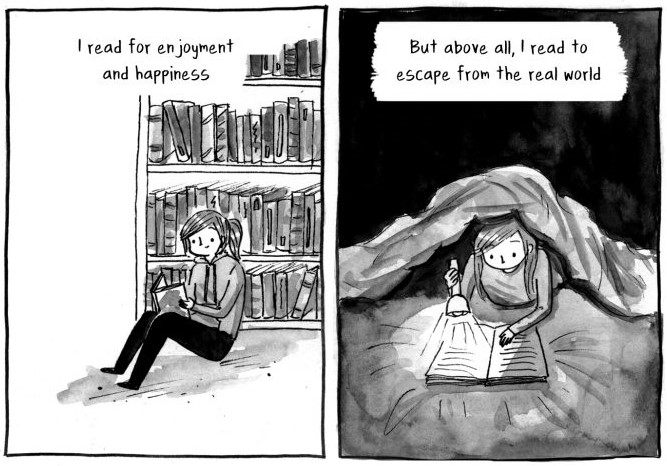 I read for enjoyment
and happiness
But above all, I read to
escape from the real world